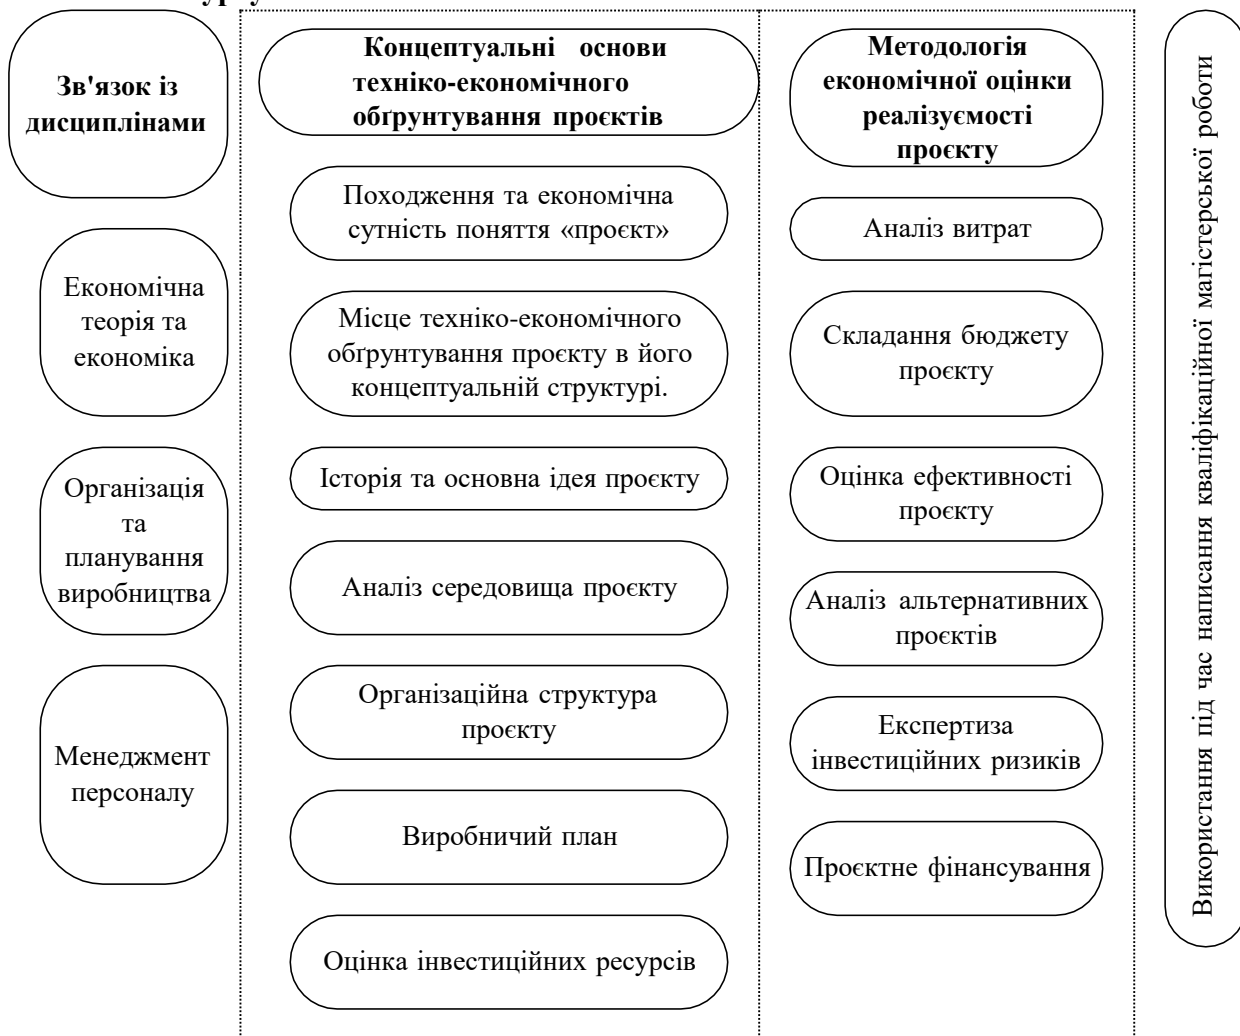 Зв'язок із
дисциплінами
Економічна
теорія та
економіка
Організація
та
планування
виробництва
Менеджмент
персоналу
Концептуальні основи
техніко-економічного
обґрунтування проєктів
Походження та економічна
сутність поняття «проєкт»
Місце техніко-економічного
обґрунтування проєкту в його
концептуальній структурі.
Історія та основна ідея проєкту
Аналіз середовища проєкту
Організаційна структура
проєкту
Виробничий план
Оцінка інвестиційних ресурсів
Методологія
економічної оцінки
реалізуємості
проєкту
Аналіз витрат
Складання бюджету
проєкту
Оцінка ефективності
проєкту
Аналіз альтернативних
проєктів
Експертиза
інвестиційних ризиків
Проєктне фінансування
Використання під час написання кваліфікаційної магістерської роботи